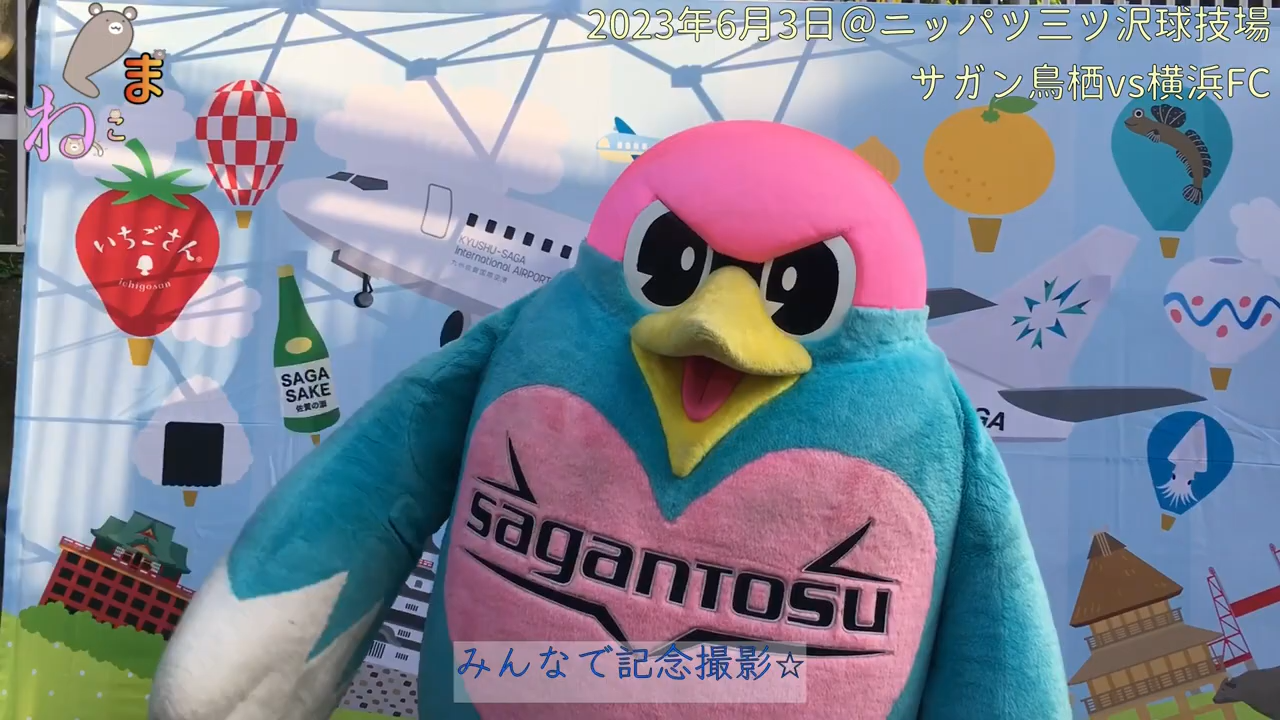 2023年6月3日@ニッパツ三ツ沢球技場
サガン鳥栖vs横浜FC
ま
ねこ
いちごさん
ichigosan
KYUSHU-SAGA
International AIRPORT
九州佐賀国際空港
SAGA
SAKE
佐賀の酒
GA
sagantosu
みんなで記念撮影☆